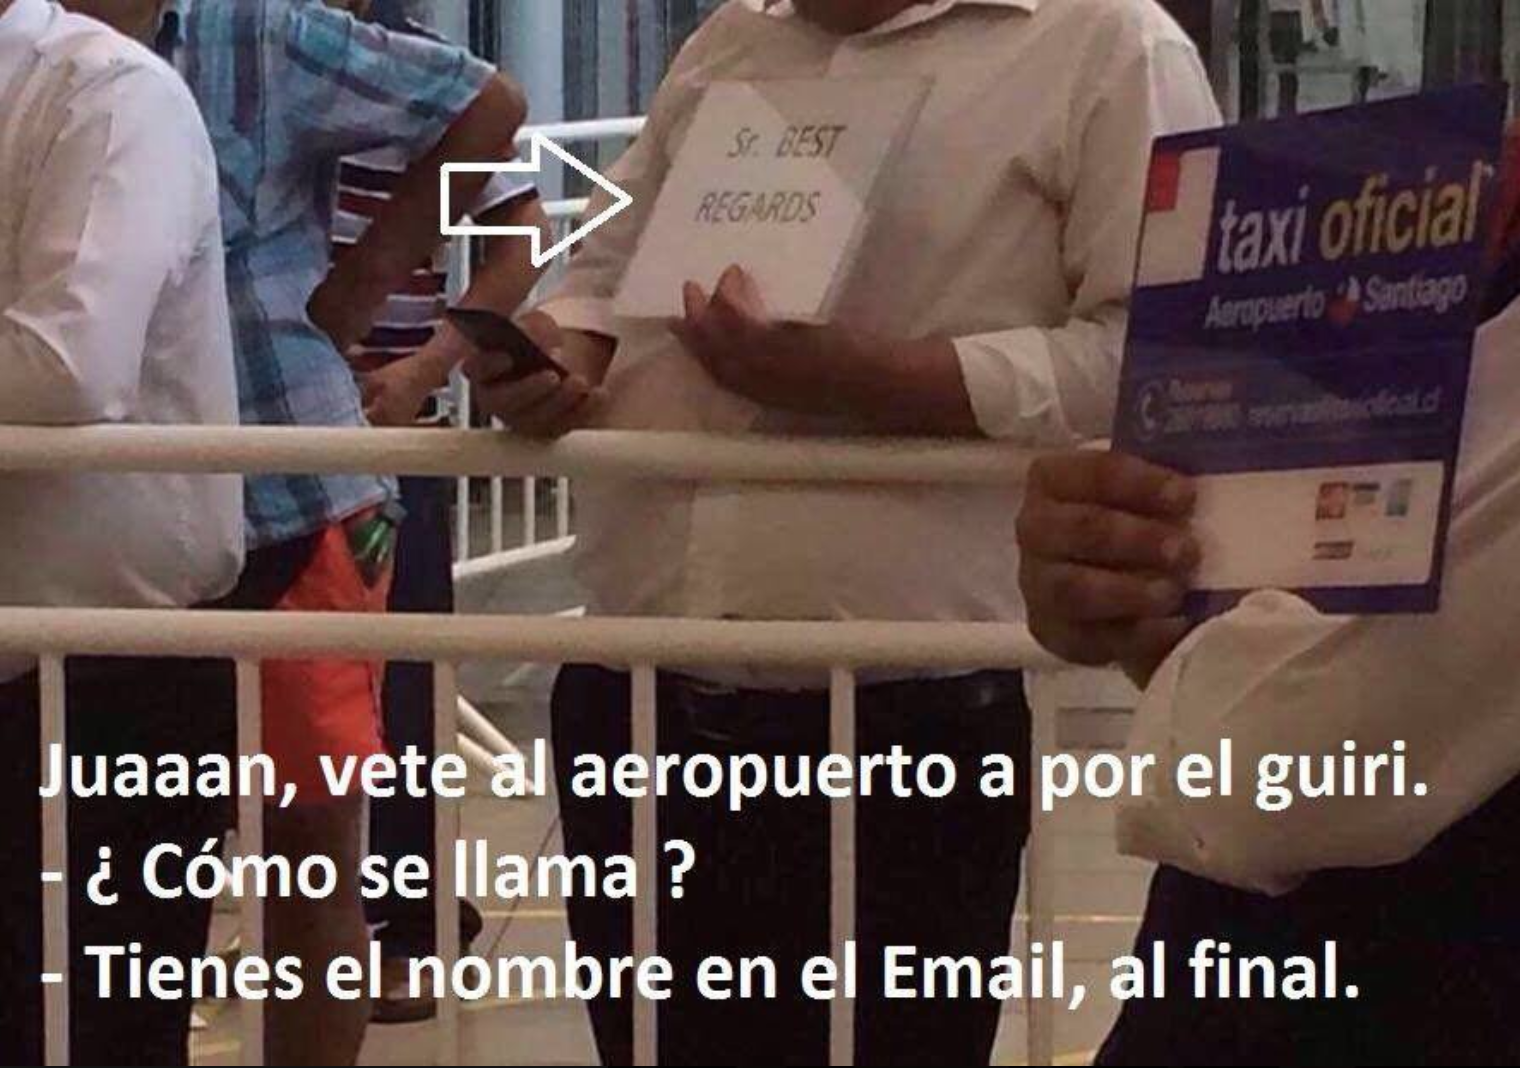 Sr. BEST
REGARDS
taxi oficial
Aeropuerto Santiago
Juaaan, vete al aeropuerto a por el guiri.
- ¿ Cómo se llama ?
- Tienes el nombre en el Email, al final.